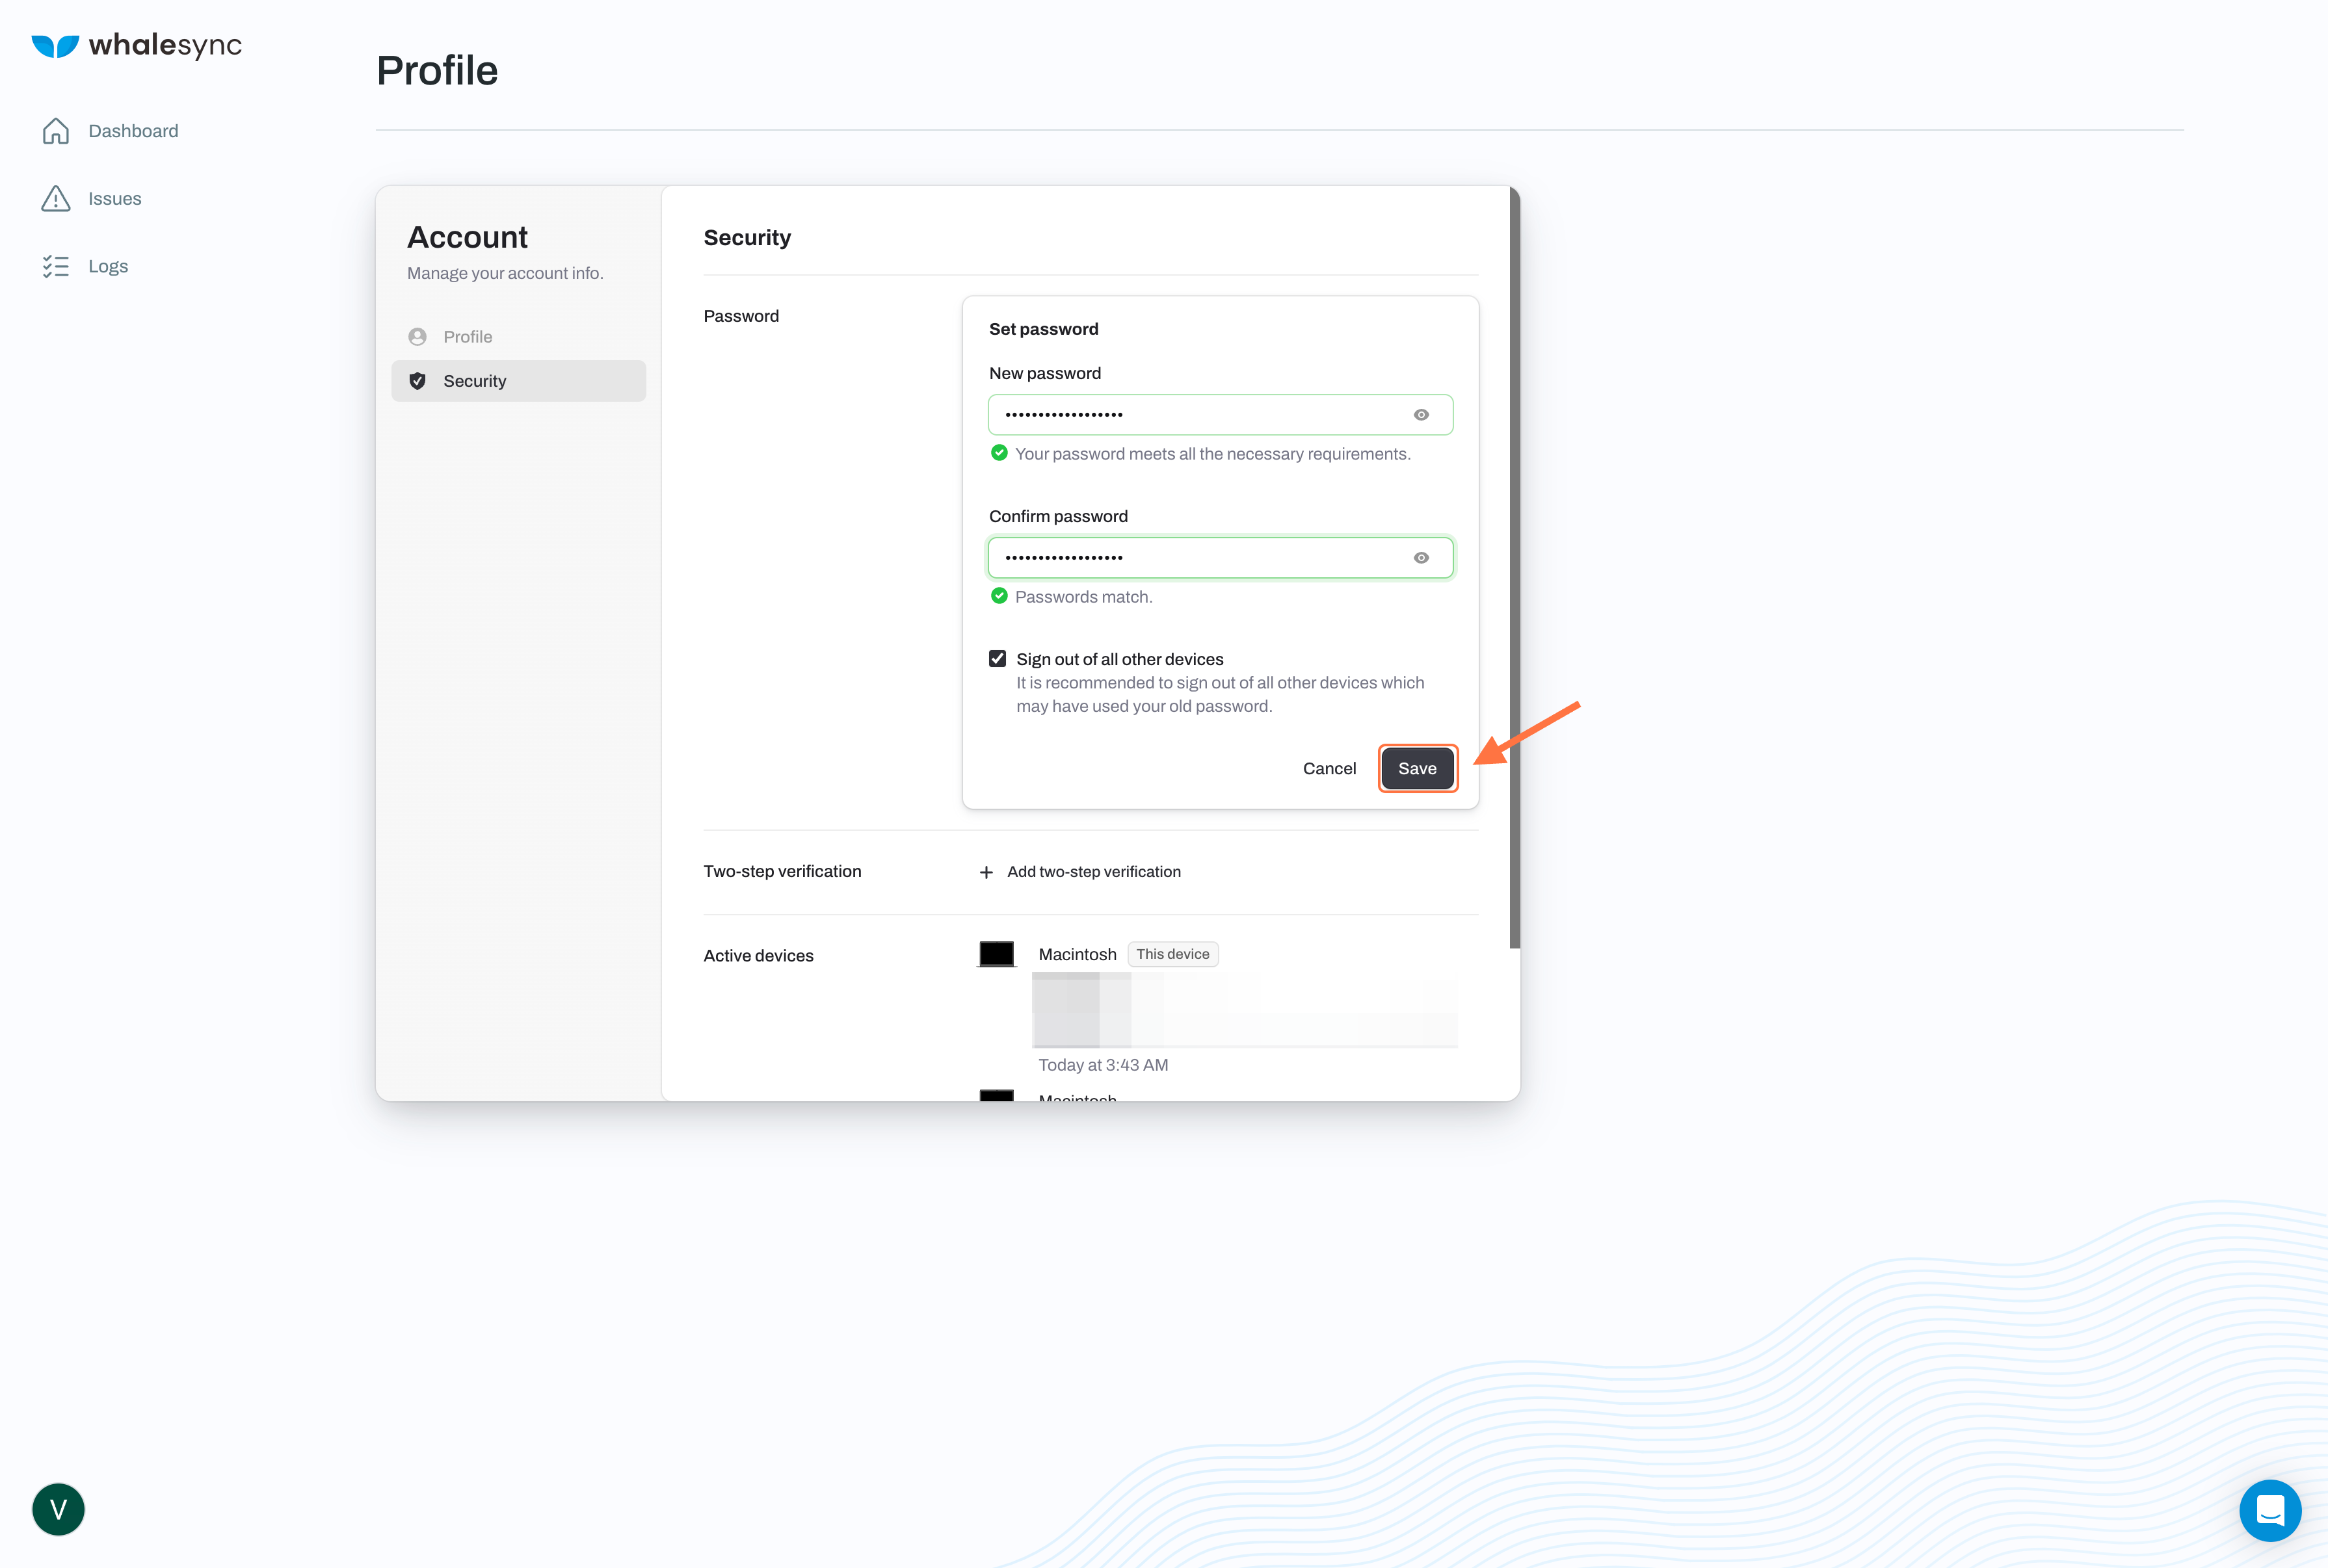 whalesync
Dashboard
Issues
Logs
Profile
Account
Manage your account info.
Profile
Security
Security
Password
Set password
New password
••••••••••••••••••
Your password meets all the necessary requirements.
Confirm password
••••••••••••••••••
Passwords match.
Sign out of all other devices
It is recommended to sign out of all other devices which
may have used your old password.
Cancel
Save
Two-step verification
+ Add two-step verification
Active devices
Macintosh
This device
Today at 3:43 AM
Macintosh
V